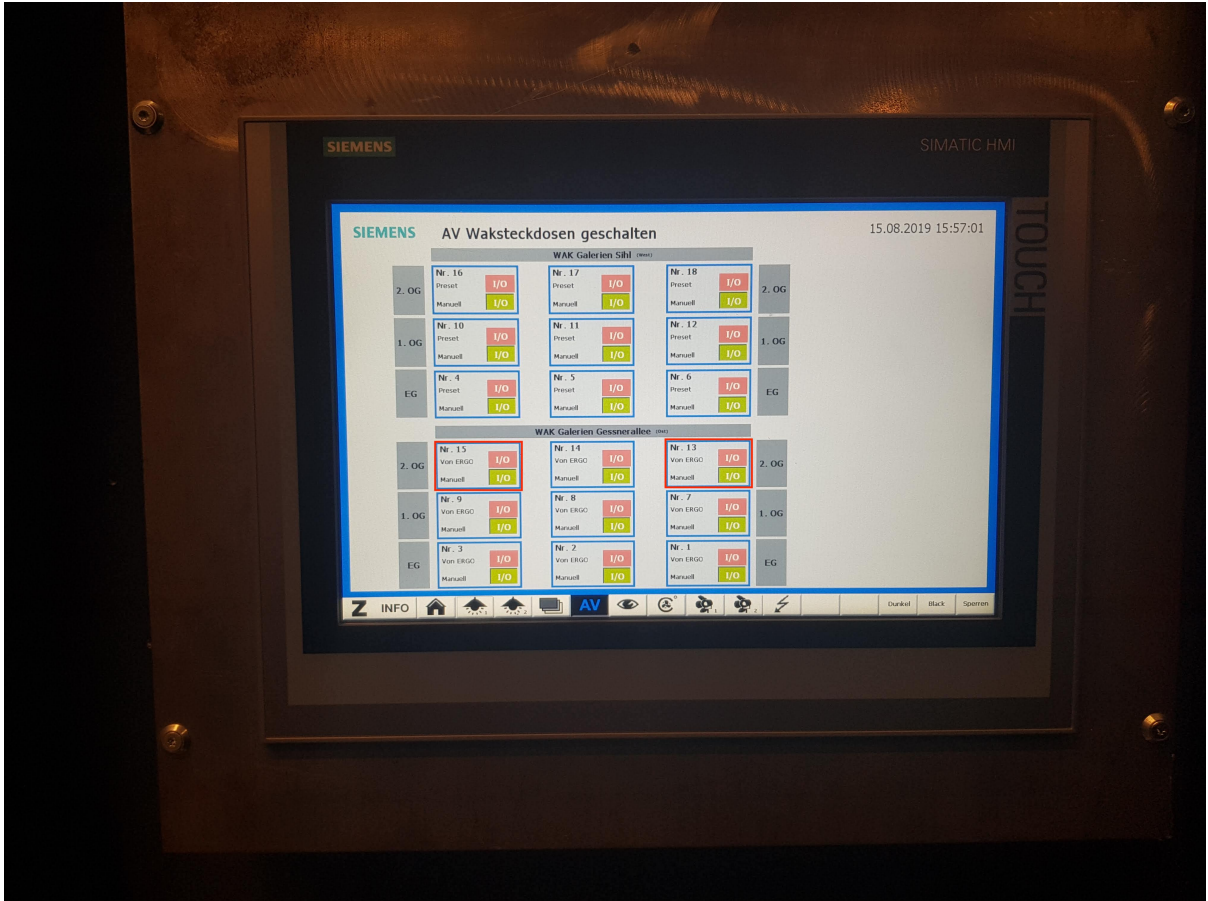 SIEMENS SIMATIC HMI
TOUCH
SIEMENS AV Waksteckdosen geschalten 15.08.2019 15:57:01
WAK Galerien Sihl (West)
Nr. 16 Nr. 17 Nr. 18
Preset I/O Preset I/O Preset I/O
2. OG 2. OG
Manuell I/O Manuell I/O Manuell I/O
Nr. 10 Nr. 11 Nr. 12
Preset I/O Preset I/O Preset I/O
1. OG 1. OG
Manuell I/O Manuell I/O Manuell I/O
Nr. 4 Nr. 5 Nr. 6
Preset I/O Preset I/O Preset I/O
EG EG
Manuell I/O Manuell I/O Manuell I/O
WAK Galerien Gessnerallee (Ost)
Nr. 15 Nr. 14 Nr. 13
Von ERGO I/O Von ERGO I/O Von ERGO I/O
2. OG 2. OG
Manuell I/O Manuell I/O Manuell I/O
Nr. 9 Nr. 8 Nr. 7
Von ERGO I/O Von ERGO I/O Von ERGO I/O
1. OG 1. OG
Manuell I/O Manuell I/O Manuell I/O
Nr. 3 Nr. 2 Nr. 1
Von ERGO I/O Von ERGO I/O Von ERGO I/O
EG EG
Manuell I/O Manuell I/O Manuell I/O
Z INFO 2 AV 1 2 Dunkel Black Sperren